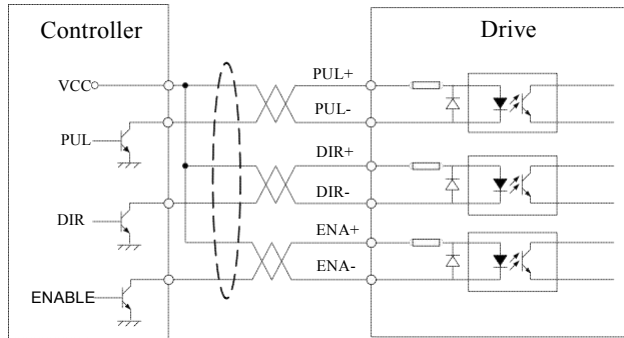 Controller
Drive
VCC
PUL+
PUL
PUL-
DIR+
DIR
DIR-
ENA+
ENABLE
ENA-